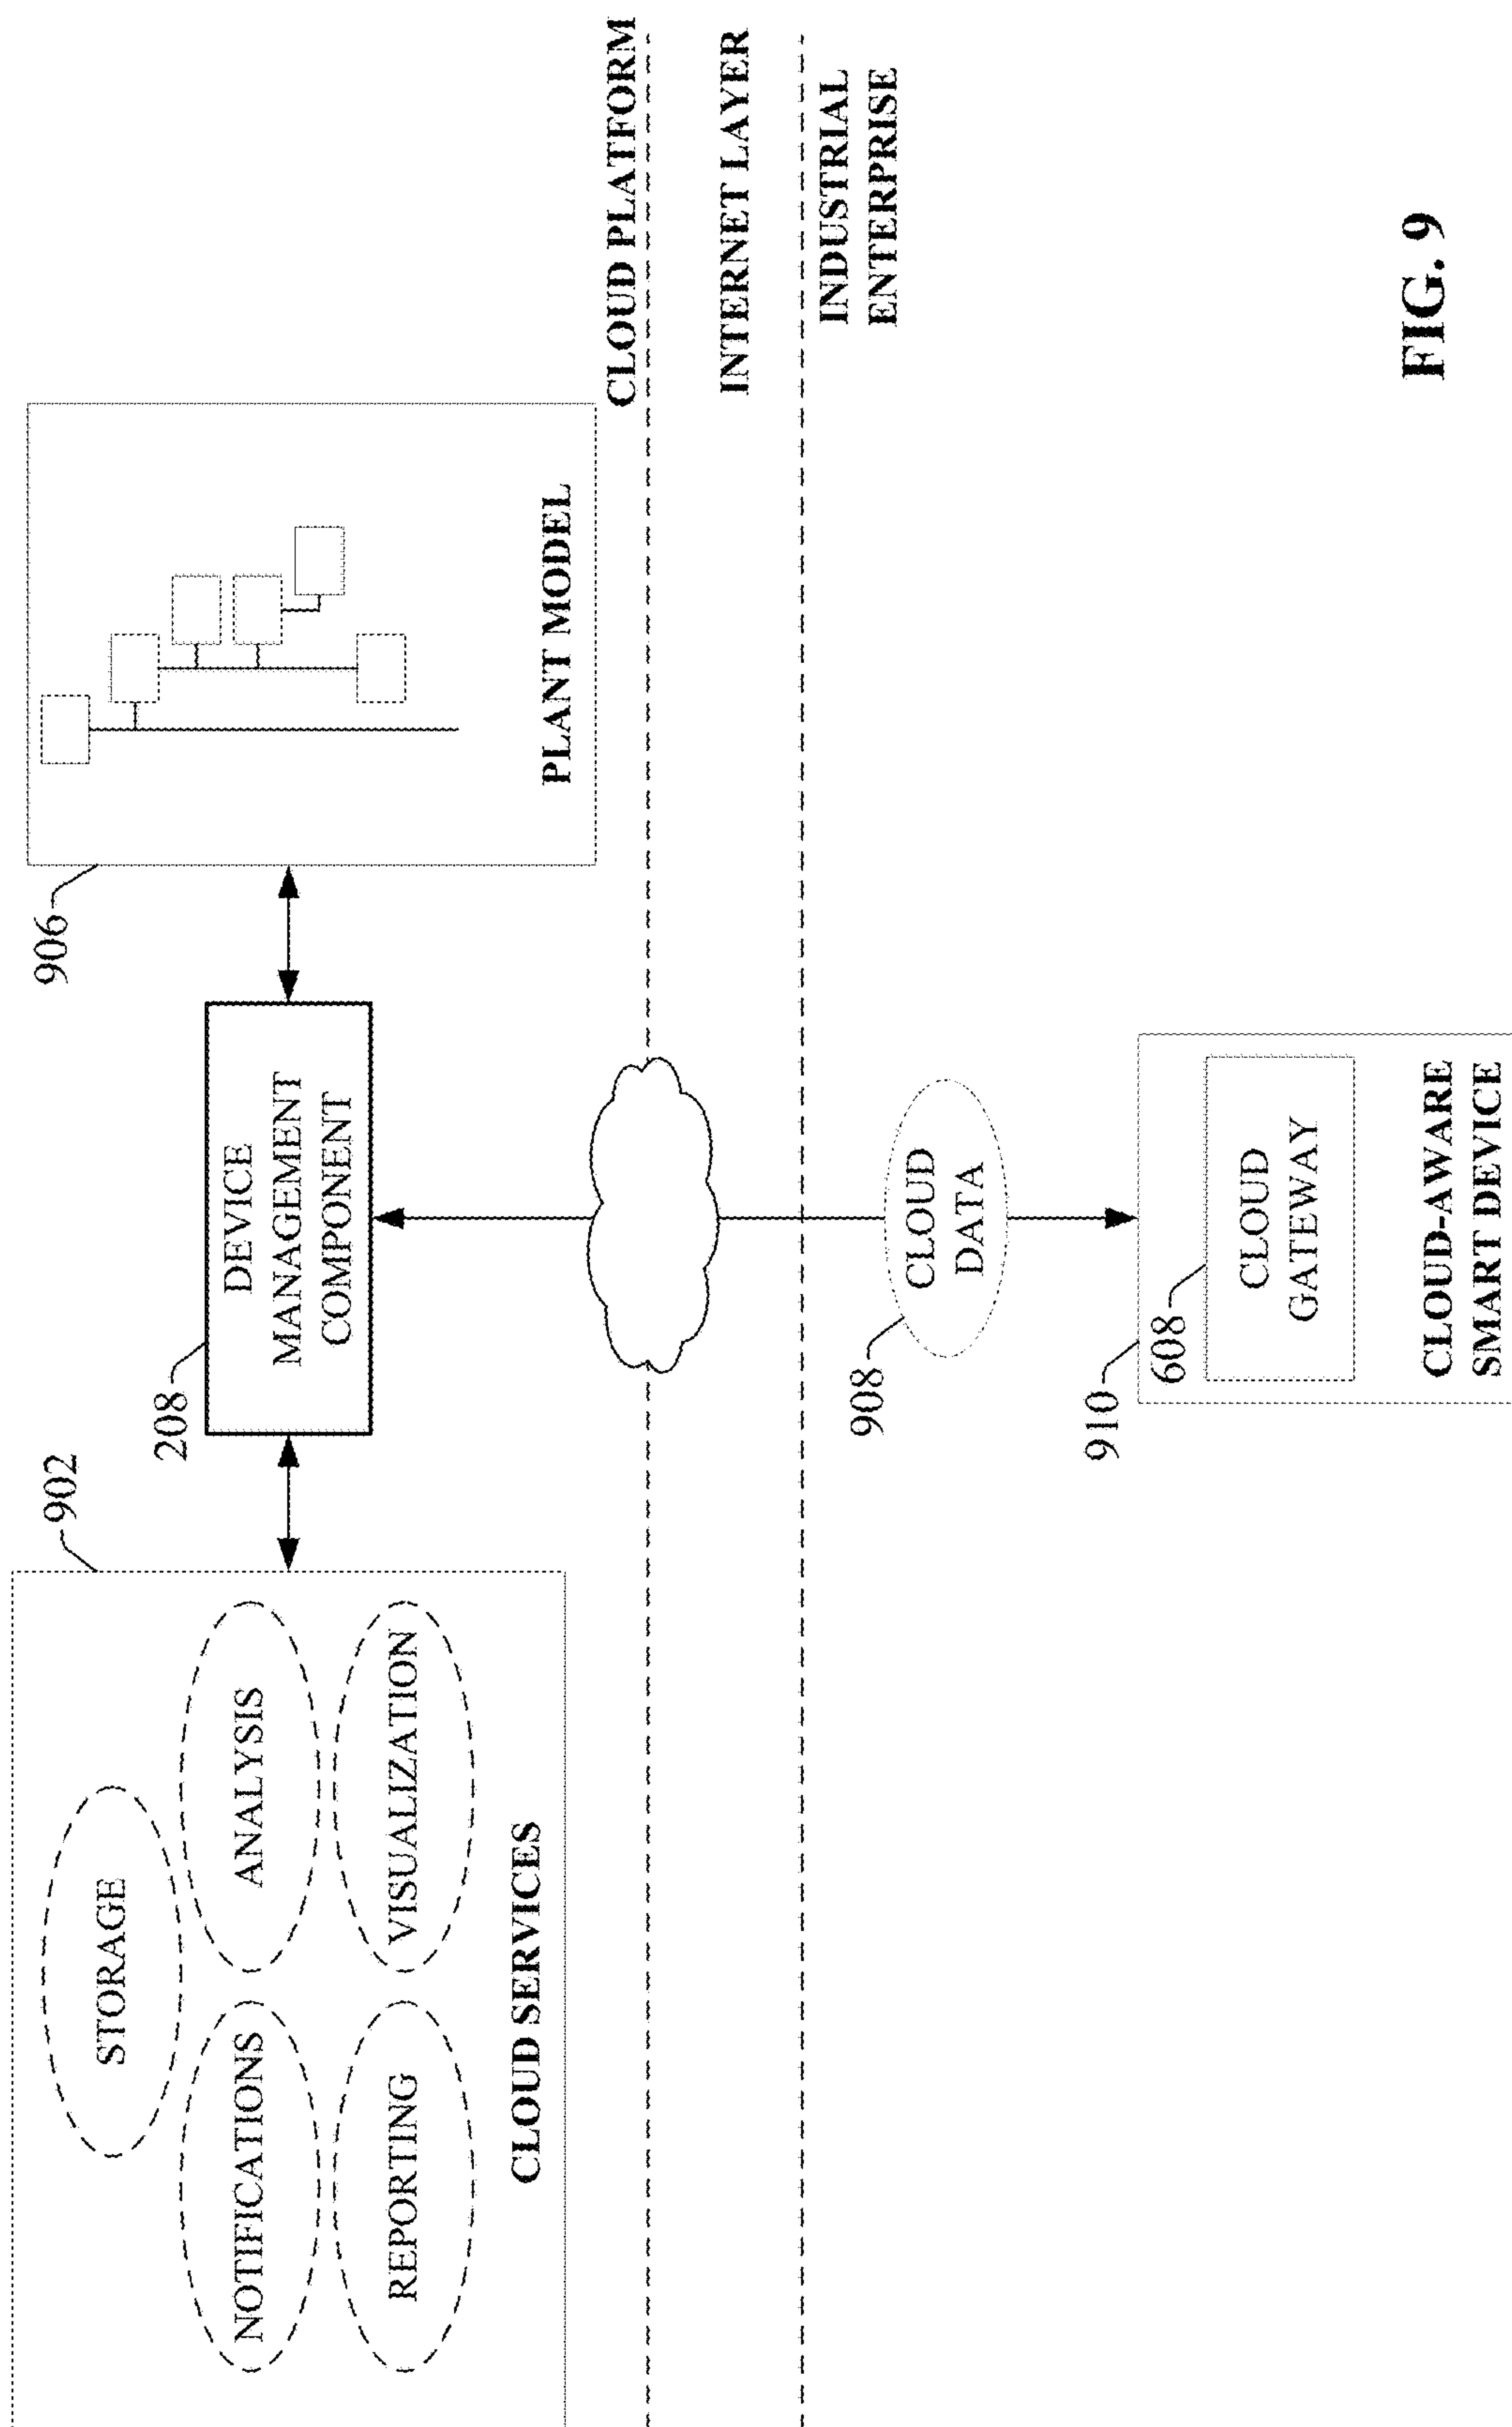 902
STORAGE
NOTIFICATIONS
ANALYSIS
REPORTING
VISUALIZATION
CLOUD SERVICES
208
DEVICE
MANAGEMENT
COMPONENT
906
PLANT MODEL
CLOUD PLATFORM
INTERNET LAYER
INDUSTRIAL
ENTERPRISE
908
CLOUD
DATA
910
608
CLOUD
GATEWAY
CLOUD-AWARE
SMART DEVICE
FIG. 9